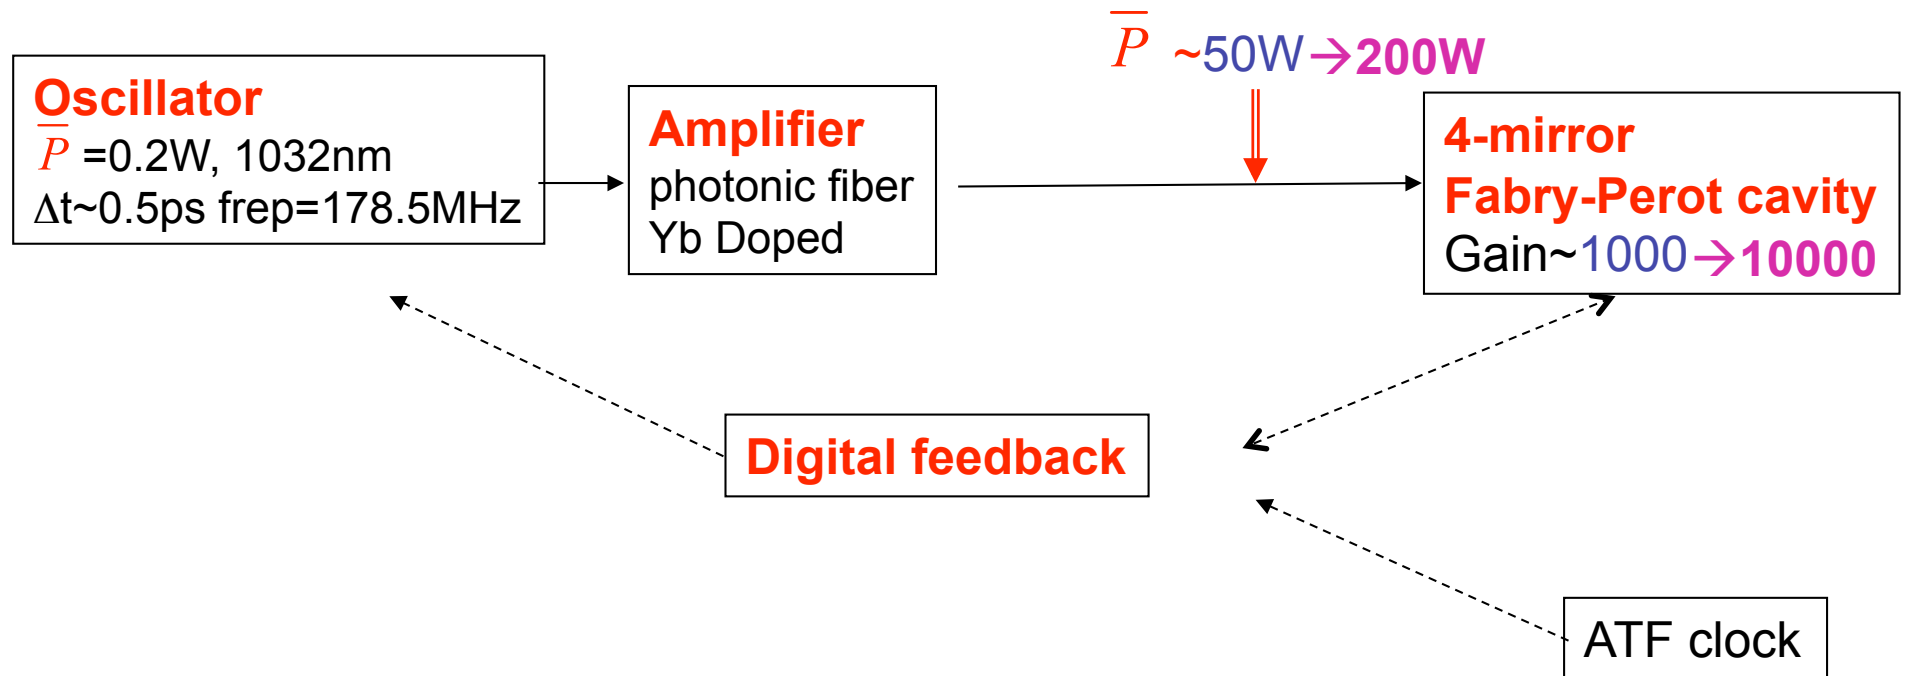 P̅ ~50W→200W
Oscillator
P̅ =0.2W, 1032nm
Δt~0.5ps frep=178.5MHz
Amplifier
photonic fiber
Yb Doped
4-mirror
Fabry-Perot cavity
Gain~1000→10000
Digital feedback
ATF clock